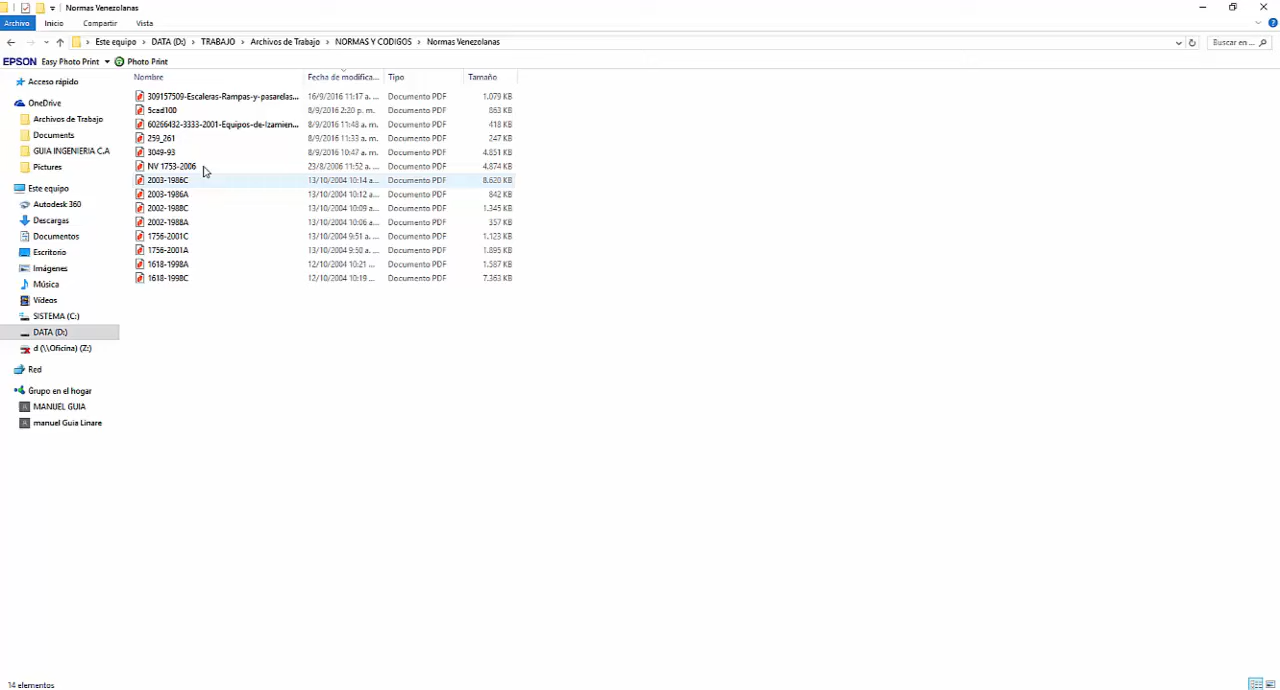 Normas Venezolanas
Archivo Inicio Compartir Vista
Este equipo DATA (D:) TRABAJO Archivos de Trabajo NORMAS Y CODIGOS Normas Venezolanas Buscar en ...
EPSON Easy Photo Print Photo Print
Nombre Fecha de modifica... Tipo Tamaño
309157509-Escaleras-Rampas-y-pasarelas... 16/9/2016 11:17 a. ... Documento PDF 1.079 KB
5cad100 8/9/2016 2:20 p. m. Documento PDF 863 KB
60266432-3333-2001-Equipos-de-Izamien... 8/9/2016 11:48 a. m. Documento PDF 418 KB
259_261 8/9/2016 11:33 a. m. Documento PDF 247 KB
3049-93 8/9/2016 10:47 a. m. Documento PDF 4.851 KB
NV 1753-2006 23/8/2006 11:52 a. ... Documento PDF 4.874 KB
2003-1986C 13/10/2004 10:14 a... Documento PDF 8.620 KB
2003-1986A 13/10/2004 10:12 a... Documento PDF 842 KB
2002-1988C 13/10/2004 10:09 a... Documento PDF 1.345 KB
2002-1988A 13/10/2004 10:06 a... Documento PDF 357 KB
1756-2001C 13/10/2004 9:51 a. ... Documento PDF 1.123 KB
1756-2001A 13/10/2004 9:50 a. ... Documento PDF 1.895 KB
1618-1998A 12/10/2004 10:21 ... Documento PDF 1.587 KB
1618-1998C 12/10/2004 10:19 ... Documento PDF 7.363 KB
Acceso rápido
OneDrive
Archivos de Trabajo
Documents
GUIA INGENIERIA C.A
Pictures
Este equipo
Autodesk 360
Descargas
Documentos
Escritorio
Imágenes
Música
Vídeos
SISTEMA (C:)
DATA (D:)
d (\\Oficina) (Z:)
Red
Grupo en el hogar
MANUEL GUIA
manuel Guia Linare
14 elementos